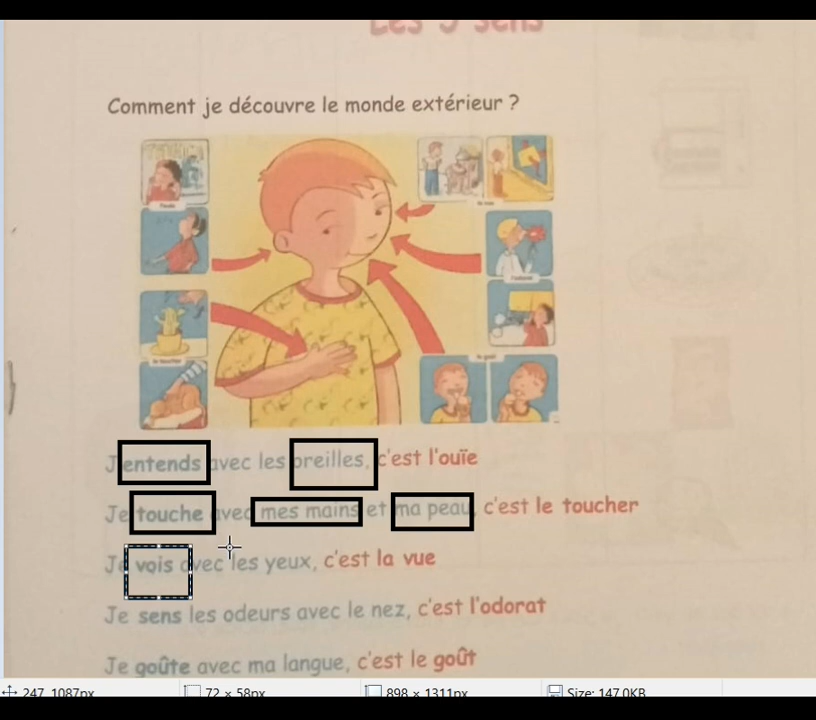 Les 5 sens
Comment je découvre le monde extérieur ?
J'entends avec les oreilles, c'est l'ouïe
Je touche avec mes mains et ma peau, c'est le toucher
Je vois avec les yeux, c'est la vue
Je sens les odeurs avec le nez, c'est l'odorat
Je goûte avec ma langue, c'est le goût
247, 1087px 72 × 58px 898 × 1311px Size: 147.0KB